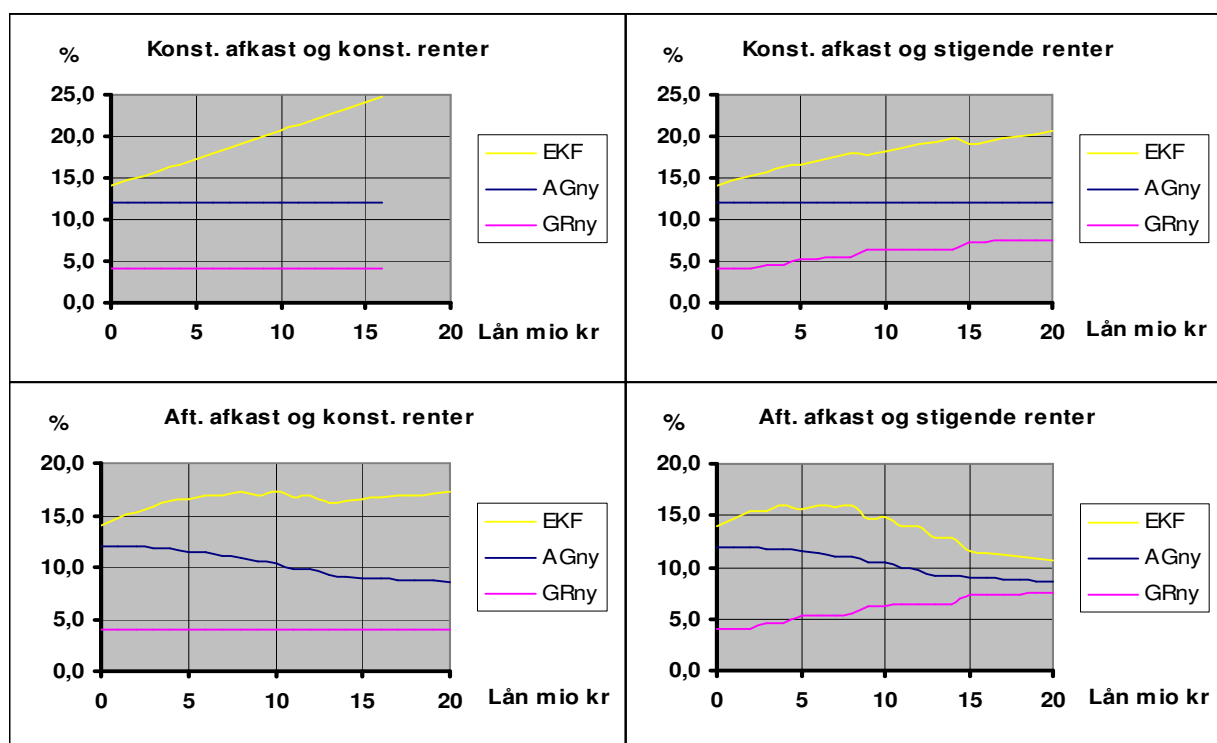 % Konst. afkast og konst. renter
25,0
20,0
15,0
10,0
5,0
0,0
0 5 10 15 20 Lån mio kr
EKF
AGny
GRny
% Konst. afkast og stigende renter
25,0
20,0
15,0
10,0
5,0
0,0
0 5 10 15 20 Lån mio kr
EKF
AGny
GRny
% Aft. afkast og konst. renter
20,0
15,0
10,0
5,0
0,0
0 5 10 15 20 Lån mio kr
EKF
AGny
GRny
% Aft. afkast og stigende renter
20,0
15,0
10,0
5,0
0,0
0 5 10 15 20 Lån mio kr
EKF
AGny
GRny